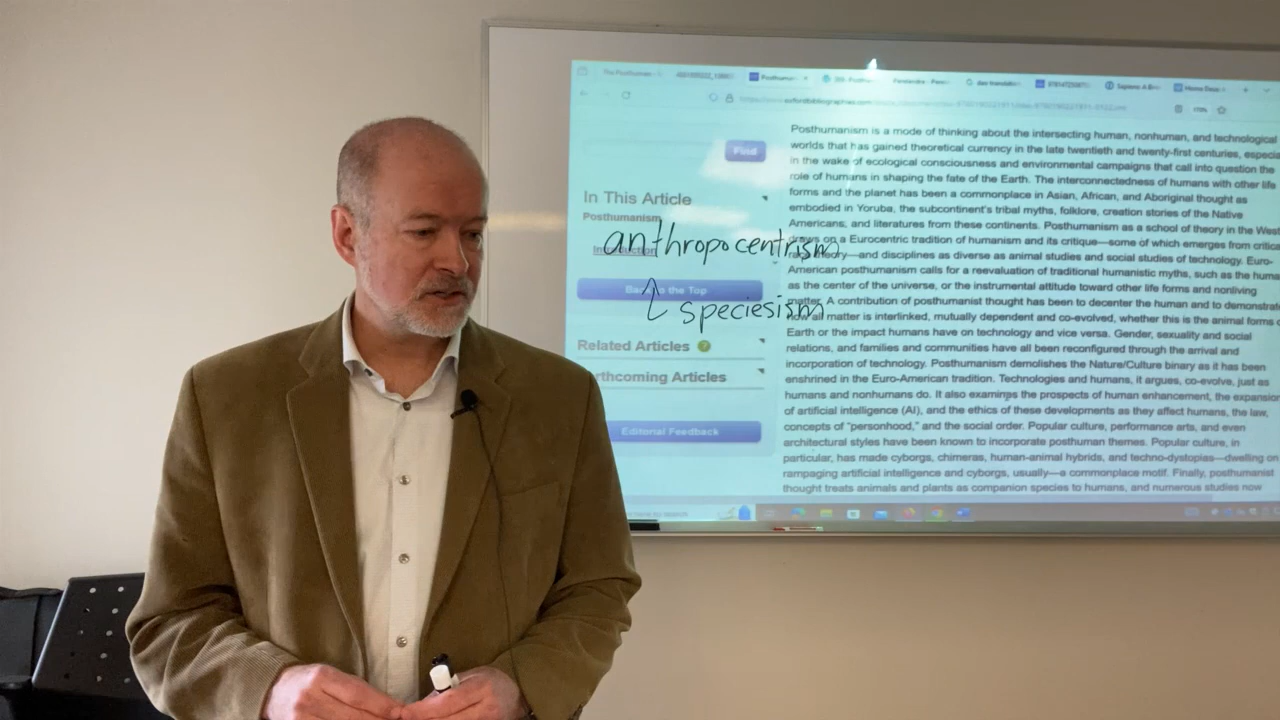 Posthumano
oxfordbibliographies.com
Find
In This Article
Posthumanism
Introduction
Back to the Top
Related Articles
rthcoming Articles
Editorial Feedback
anthropocentrism
speciesism
Posthumanism is a mode of thinking about the intersecting human, nonhuman, and technological
worlds that has gained theoretical currency in the late twentieth and twenty-first centuries, especia
in the wake of ecological consciousness and environmental campaigns that call into question the
role of humans in shaping the fate of the Earth. The interconnectedness of humans with other life
forms and the planet has been a commonplace in Asian, African, and Aboriginal thought as
embodied in Yoruba, the subcontinent's tribal myths, folklore, creation stories of the Native
Americans, and literatures from these continents. Posthumanism as a school of theory in the West
draws on a Eurocentric tradition of humanism and its critique—some of which emerges from critica
theory—and disciplines as diverse as animal studies and social studies of technology. Euro-
American posthumanism calls for a reevaluation of traditional humanistic myths, such as the huma
as the center of the universe, or the instrumental attitude toward other life forms and nonliving
matter. A contribution of posthumanist thought has been to decenter the human and to demonstrat
how all matter is interlinked, mutually dependent and co-evolved, whether this is the animal forms o
Earth or the impact humans have on technology and vice versa. Gender, sexuality and social
relations, and families and communities have all been reconfigured through the arrival and
incorporation of technology. Posthumanism demolishes the Nature/Culture binary as it has been
enshrined in the Euro-American tradition. Technologies and humans, it argues, co-evolve, just as
humans and nonhumans do. It also examines the prospects of human enhancement, the expansion
of artificial intelligence (AI), and the ethics of these developments as they affect humans, the law,
concepts of "personhood," and the social order. Popular culture, performance arts, and even
architectural styles have been known to incorporate posthuman themes. Popular culture, in
particular, has made cyborgs, chimeras, human-animal hybrids, and techno-dystopias—dwelling on
rampaging artificial intelligence and cyborgs, usually—a commonplace motif. Finally, posthumanist
thought treats animals and plants as companion species to humans, and numerous studies now